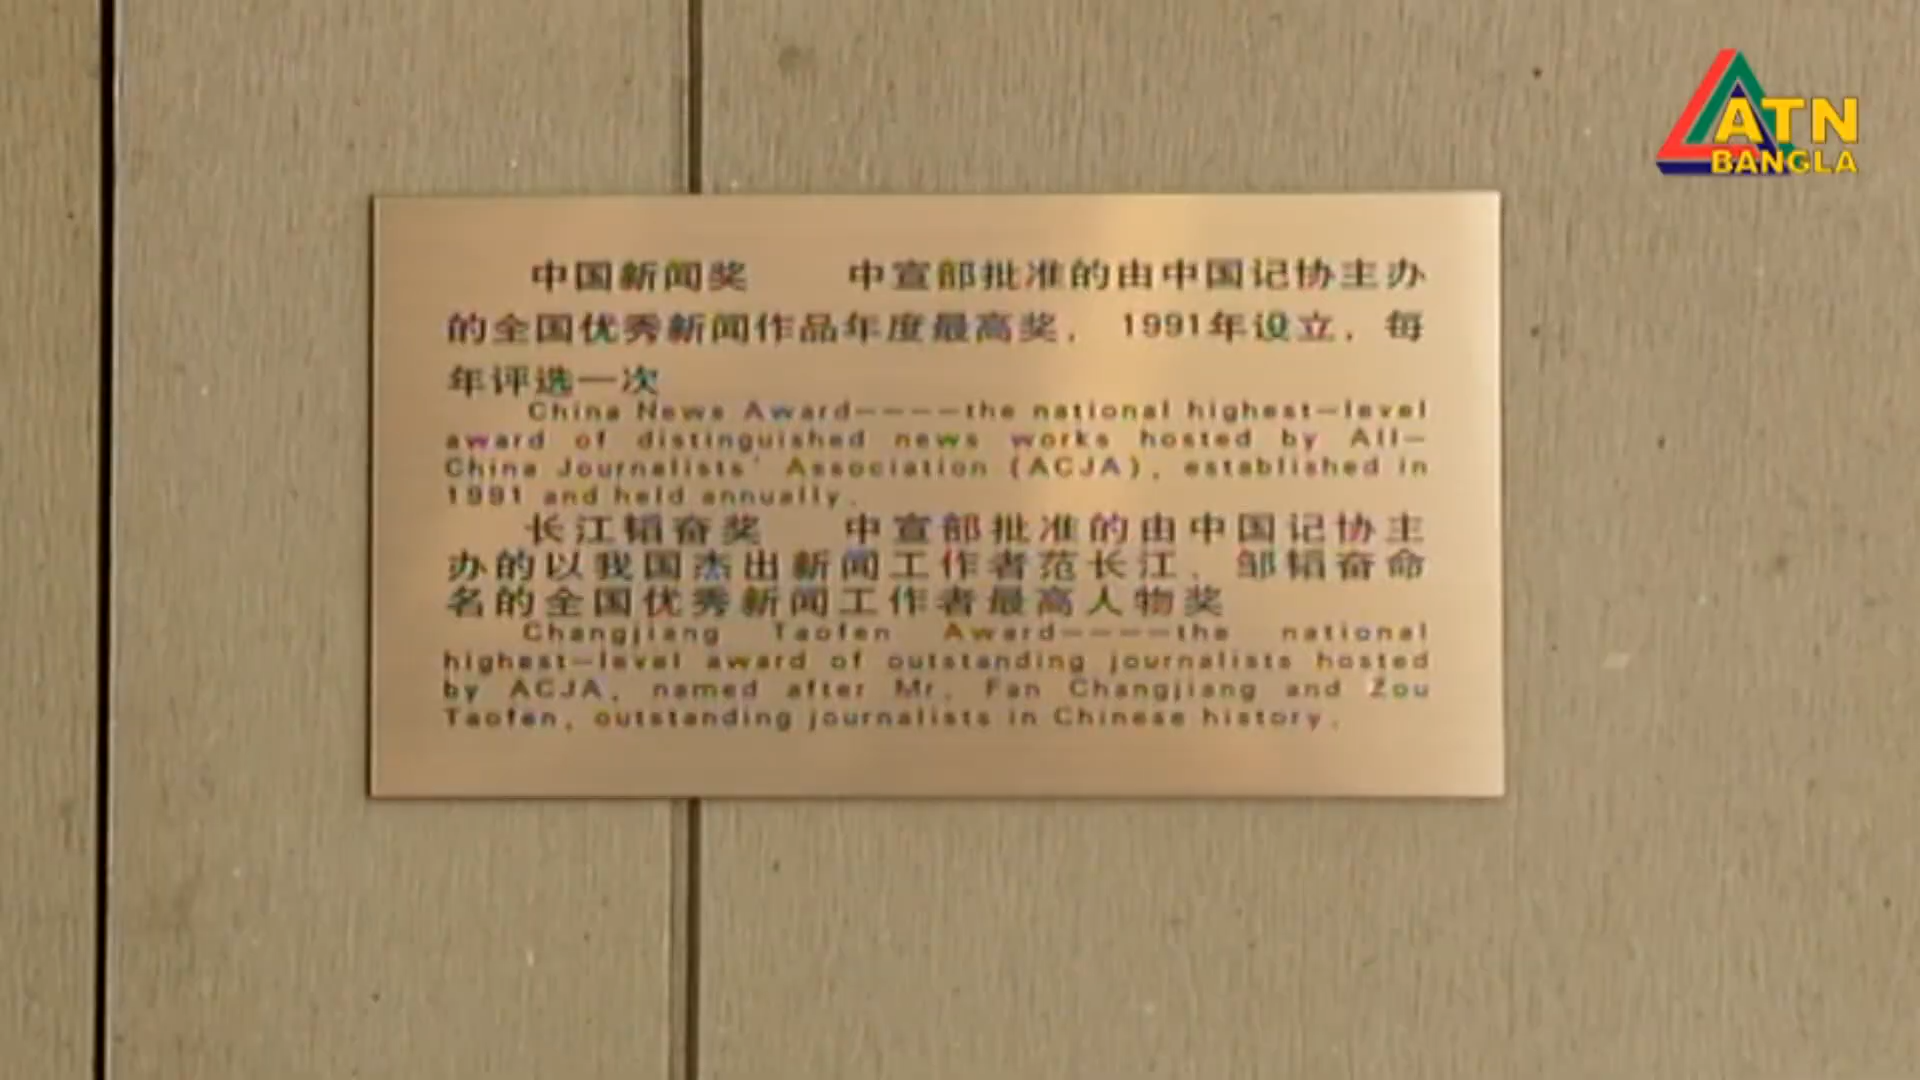 ATN
BANGLA
中国新闻奖 中宣部批准的由中国记协主办
的全国优秀新闻作品年度最高奖，1991年设立，每
年评选一次
China News Award————the national highest—level
award of distinguished news works hosted by All—
China Journalists' Association (ACJA), established in
1991 and held annually.
长江韬奋奖 中宣部批准的由中国记协主
办的以我国杰出新闻工作者范长江、邹韬奋命
名的全国优秀新闻工作者最高人物奖
Changjiang Taofen Award————the national
highest—level award of outstanding journalists hosted
by ACJA, named after Mr. Fan Changjiang and Zou
Taofen, outstanding journalists in Chinese history.